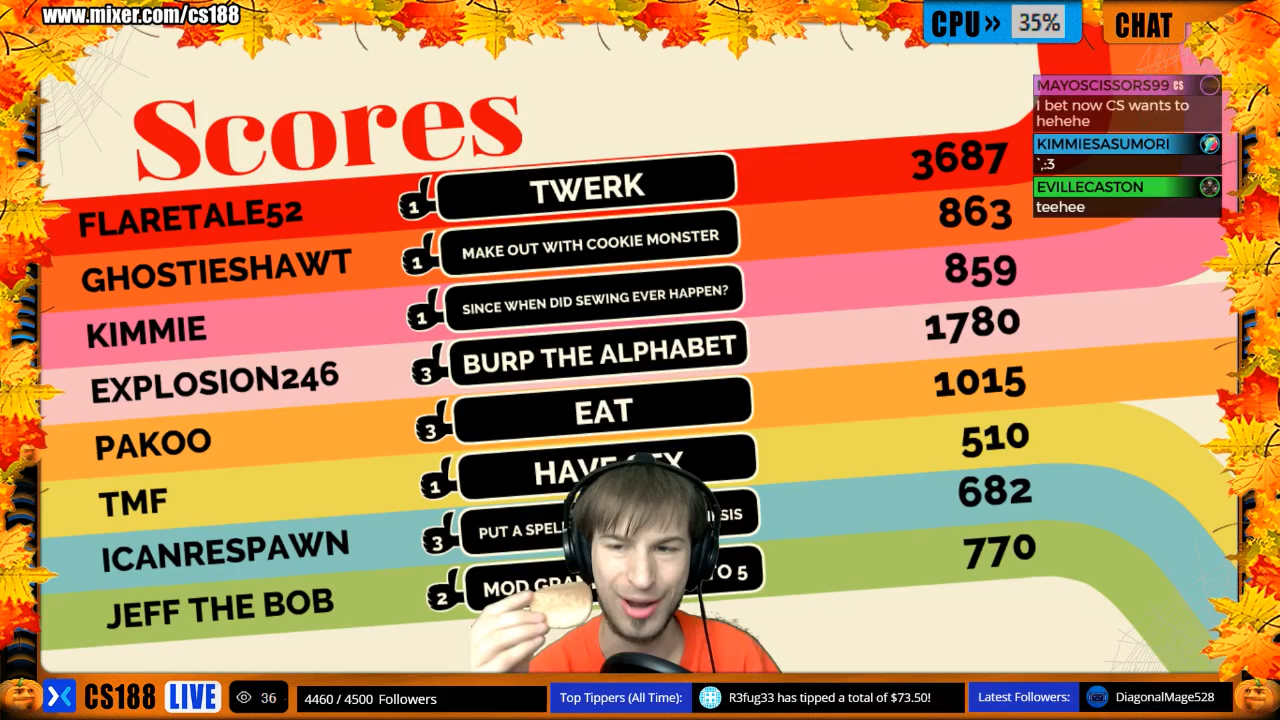 www.mixer.com/cs188
CPU» 35%
CHAT
MAYOSCISSORS99 CS
I bet now CS wants to
hehehe
KIMMIESASUMORI
`,:3
EVILLECASTON
teehee
Scores
FLARETALE52 1 TWERK 3687
GHOSTIESHAWT 1 MAKE OUT WITH COOKIE MONSTER 863
KIMMIE 1 SINCE WHEN DID SEWING EVER HAPPEN? 859
EXPLOSION246 3 BURP THE ALPHABET 1780
PAKOO 3 EAT 1015
TMF 1 HAVE 510
ICANRESPAWN 3 PUT A SPELL 682
JEFF THE BOB 2 MOD TO 5 770
CS188 LIVE
36
4460 / 4500 Followers
Top Tippers (All Time):
R3fug33 has tipped a total of $73.50!
Latest Followers:
DiagonalMage528